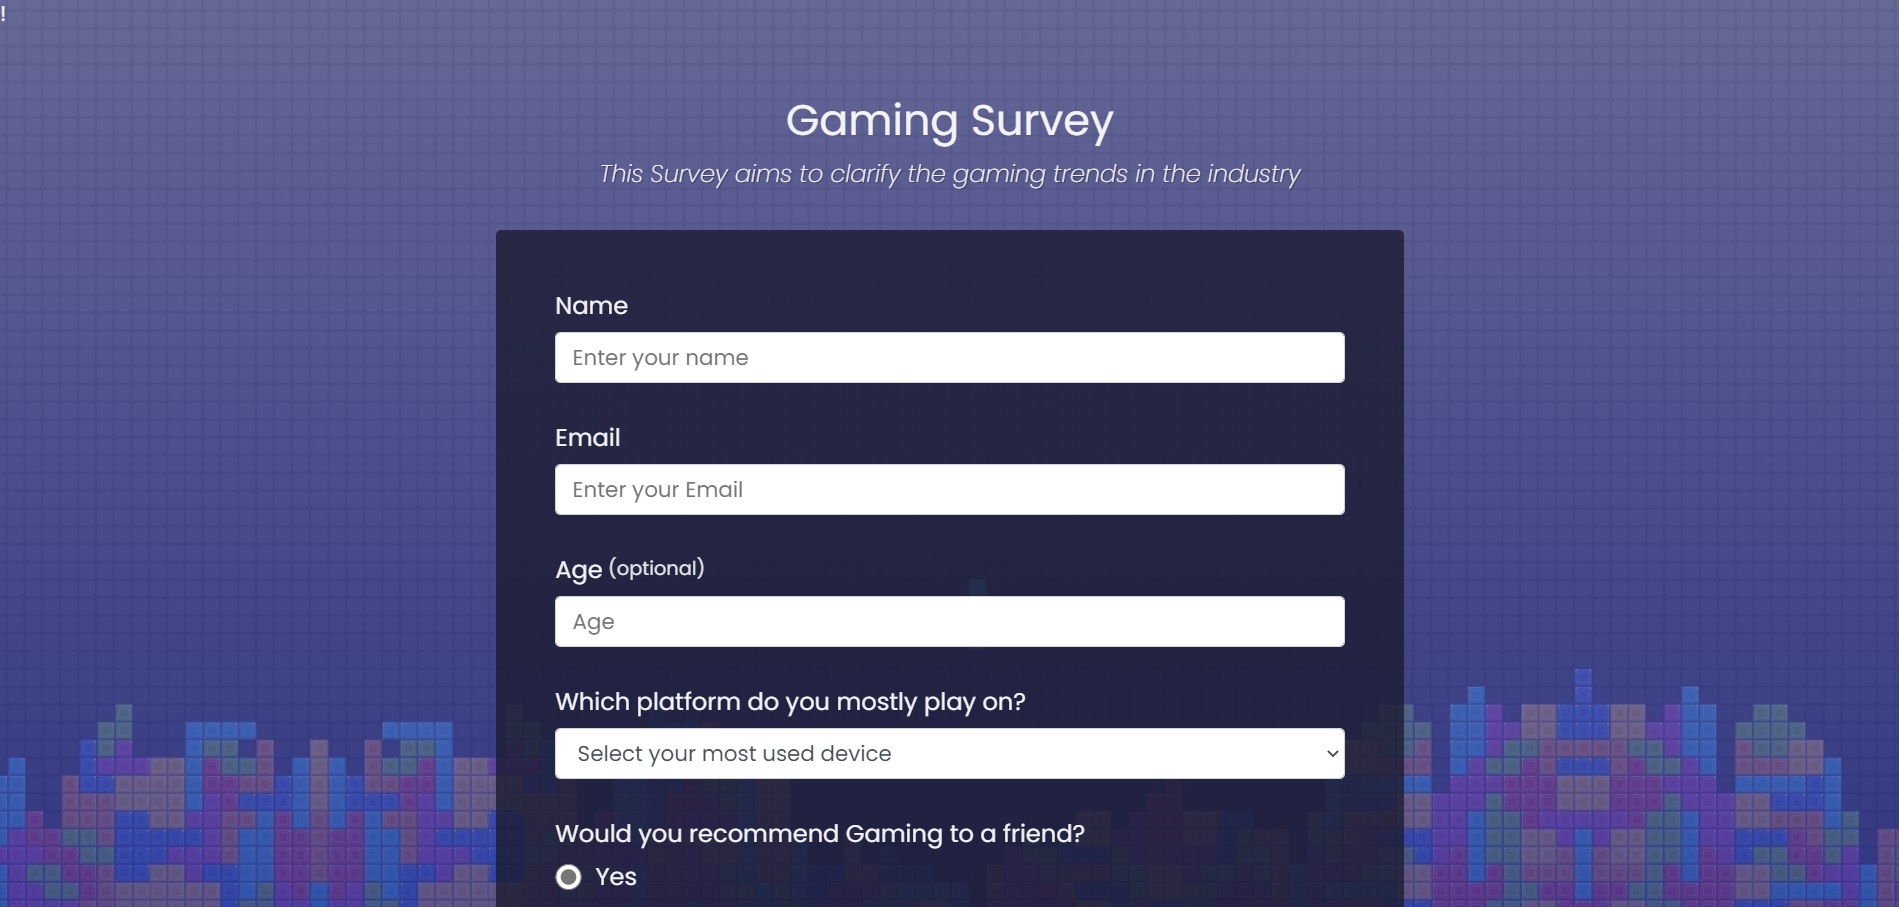 !
Gaming Survey
This Survey aims to clarify the gaming trends in the industry
Name
Enter your name
Email
Enter your Email
Age (optional)
Age
Which platform do you mostly play on?
Select your most used device
Would you recommend Gaming to a friend?
Yes